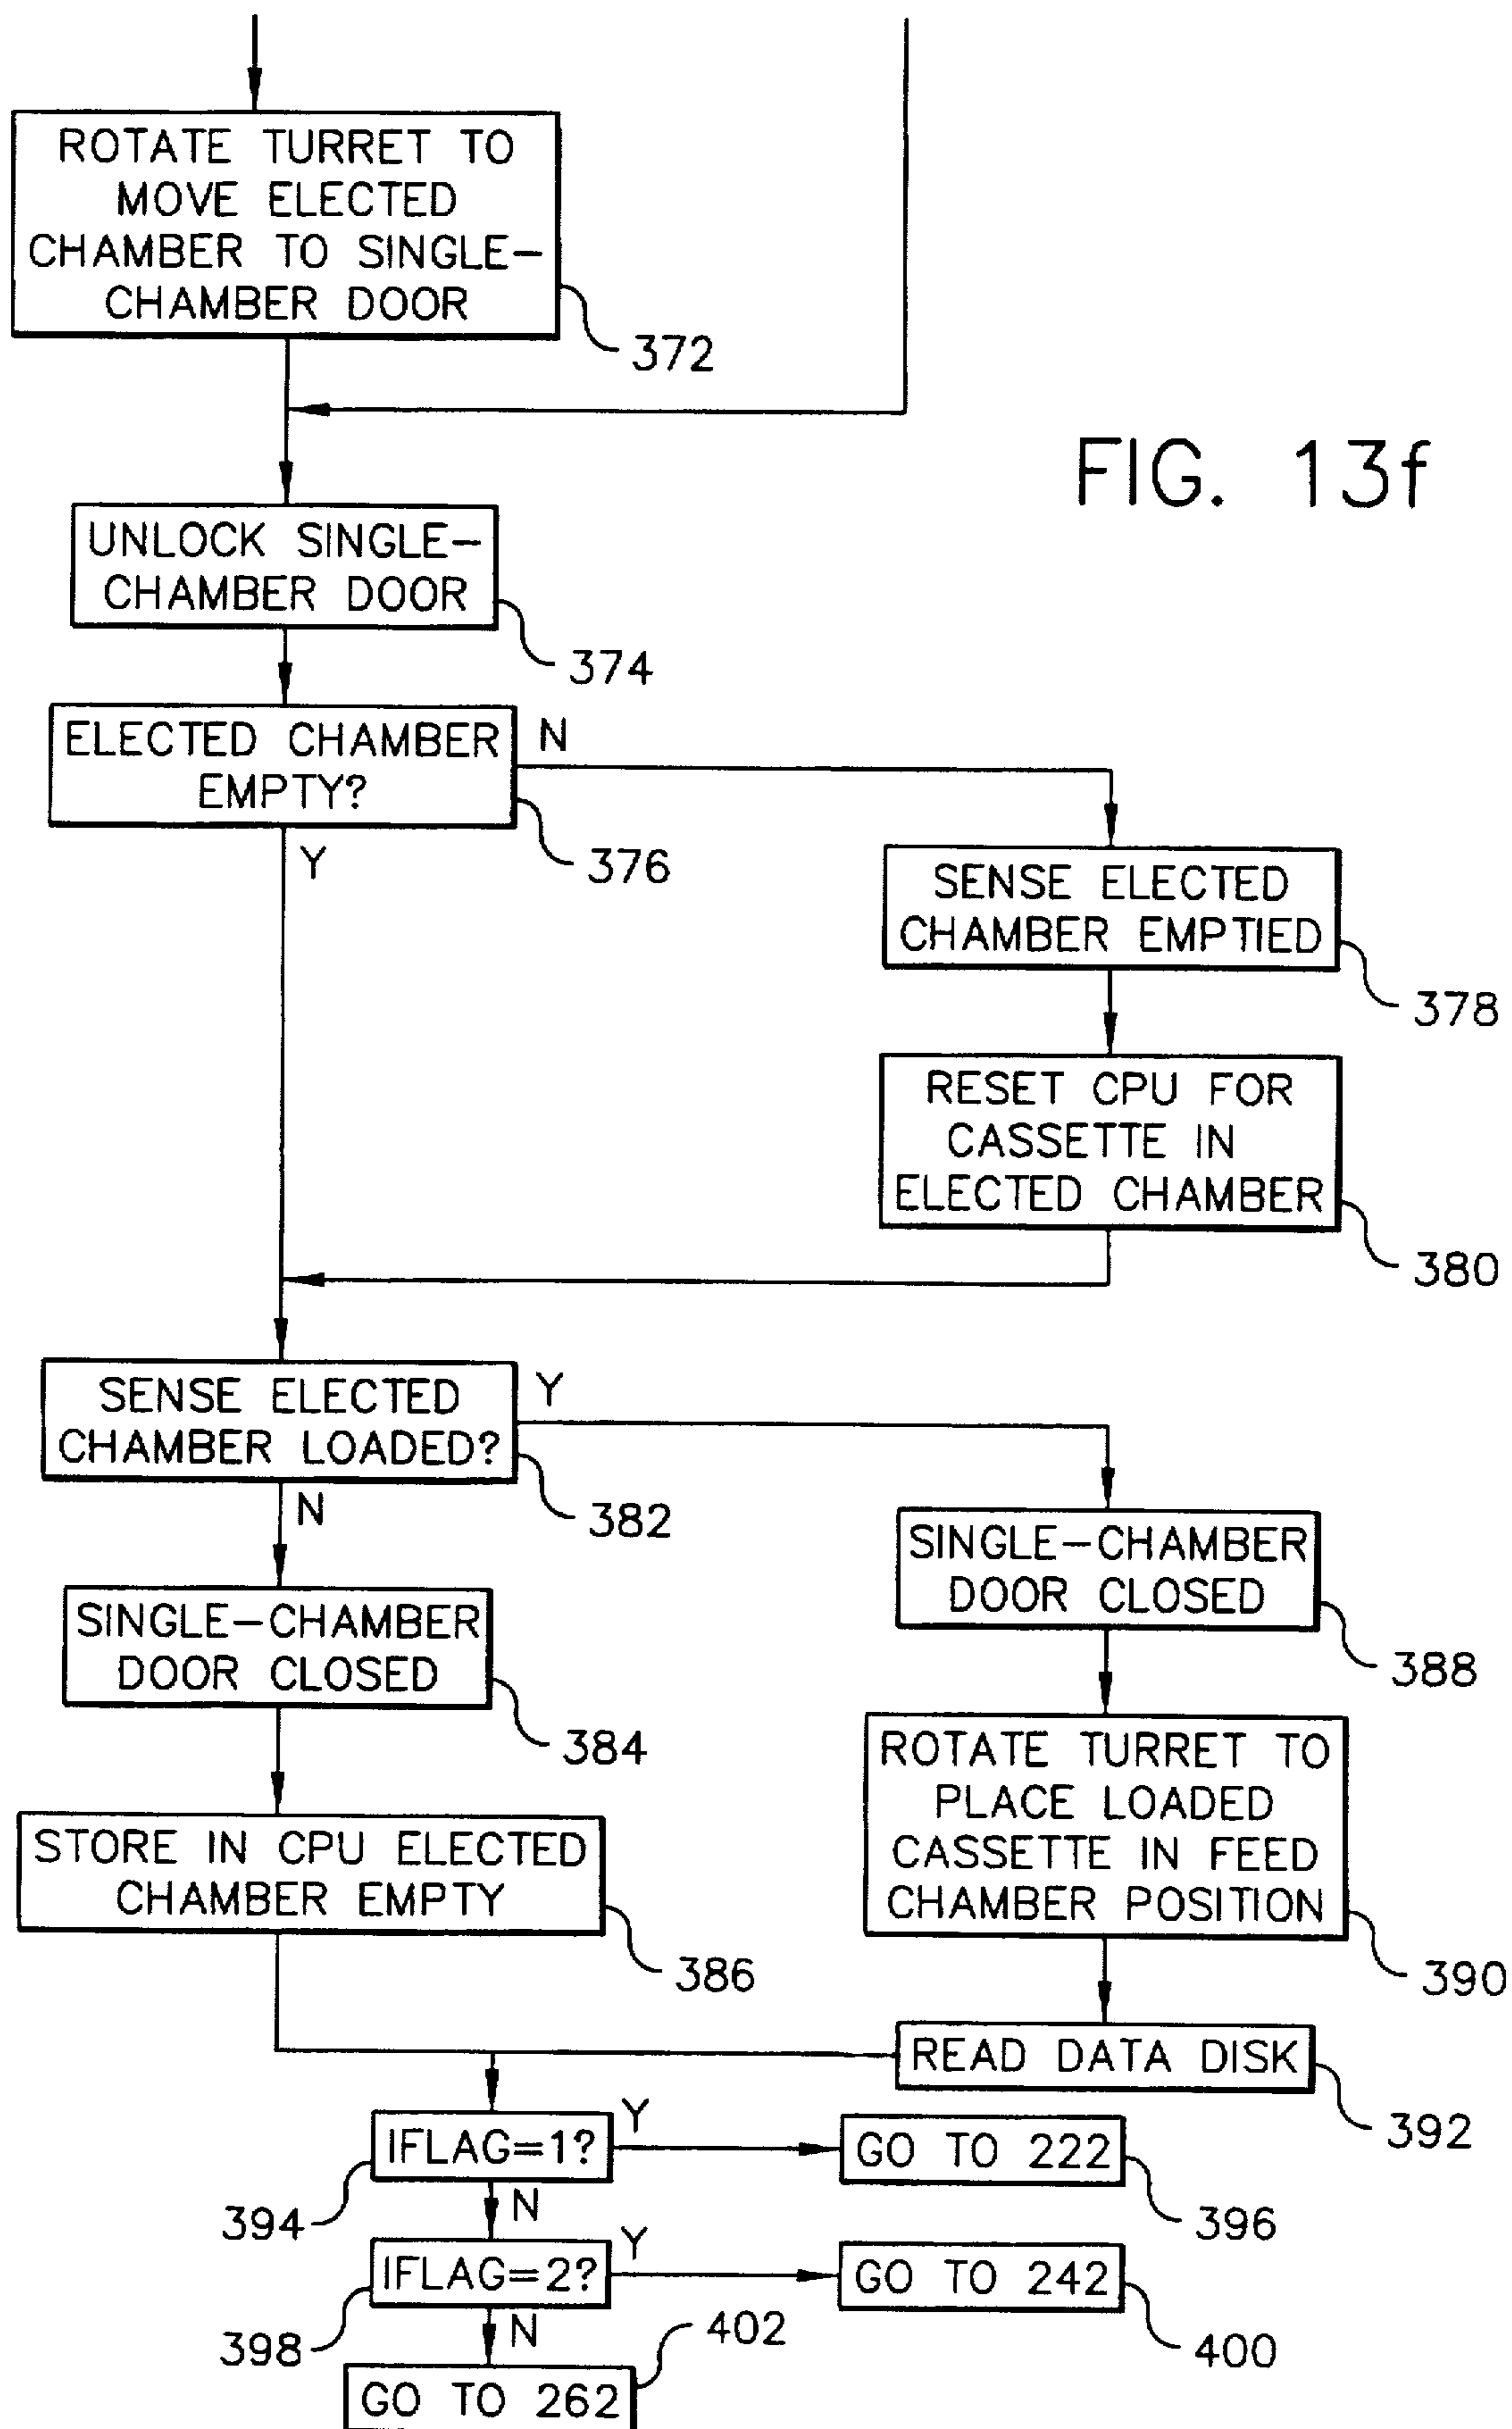 ROTATE TURRET TO
MOVE ELECTED
CHAMBER TO SINGLE-
CHAMBER DOOR
372
FIG. 13f
UNLOCK SINGLE-
CHAMBER DOOR
374
ELECTED CHAMBER
EMPTY?
N
Y
376
SENSE ELECTED
CHAMBER EMPTIED
378
RESET CPU FOR
CASSETTE IN
ELECTED CHAMBER
380
SENSE ELECTED
CHAMBER LOADED?
Y
N
382
SINGLE-CHAMBER
DOOR CLOSED
384
SINGLE-CHAMBER
DOOR CLOSED
388
STORE IN CPU ELECTED
CHAMBER EMPTY
386
ROTATE TURRET TO
PLACE LOADED
CASSETTE IN FEED
CHAMBER POSITION
390
READ DATA DISK
392
IFLAG=1?
Y
N
394
GO TO 222
396
IFLAG=2?
Y
N
398
GO TO 242
400
402
GO TO 262